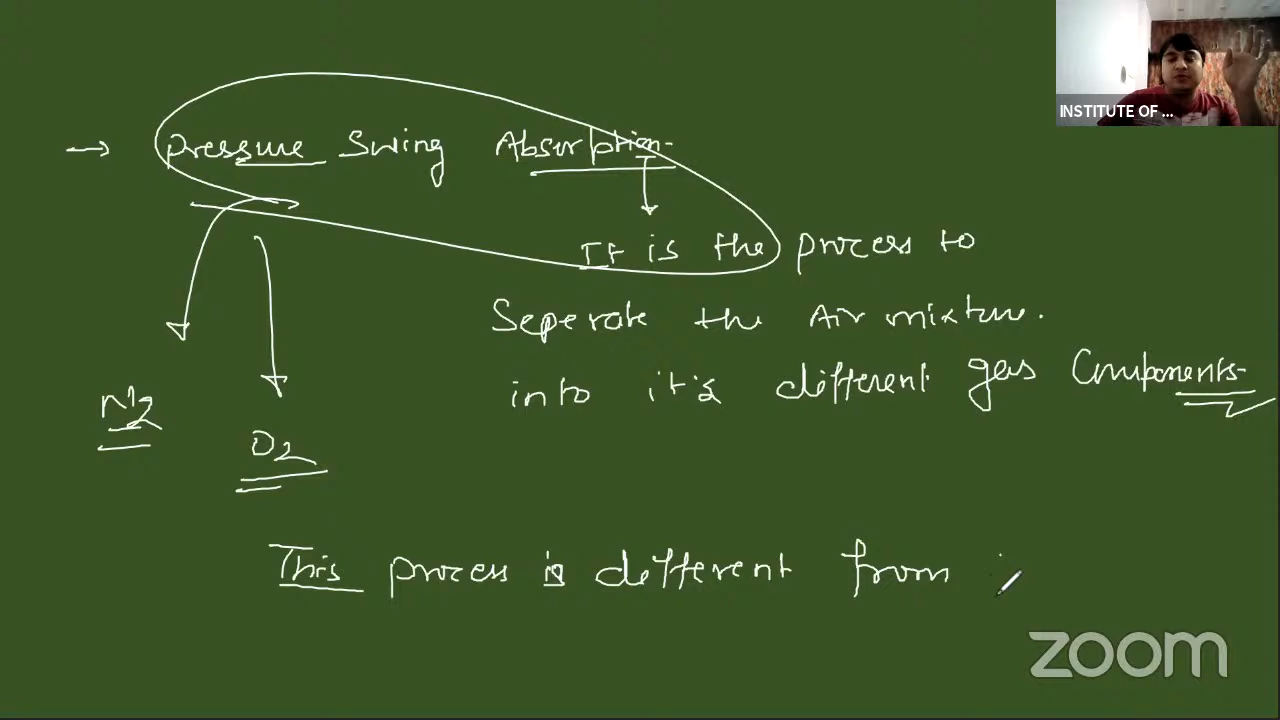 INSTITUTE OF ...
→ Pressure Swing Absorption
It is the process to
Seperate the Air mixture.
into it's different gas Components
N2
O2
This process is different from
zoom